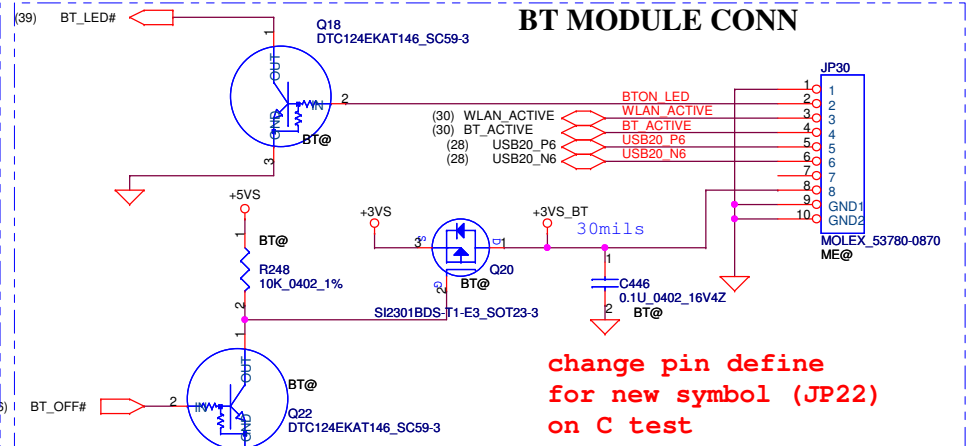 (39) BT_LED#
Q18
DTC124EKAT146_SC59-3
BT MODULE CONN
1
OUT
IN
2
GND
BT@
3
JP30
BTON_LED
(30) WLAN_ACTIVE
WLAN_ACTIVE
(30) BT_ACTIVE
BT_ACTIVE
(28) USB20_P6
USB20_P6
(28) USB20_N6
USB20_N6
1 1
2 2
3 3
4 4
5 5
6 6
7 7
8 8
9 GND1
10 GND2
MOLEX_53780-0870
ME@
+5VS
1
BT@
R248
10K_0402_1%
2
+3VS
3
S
D
1
+3VS_BT
30mils
Q20
BT@
G
2
SI2301BDS-T1-E3_SOT23-3
1
C446
0.1U_0402_16V4Z
2
BT@
1
OUT
BT@
BT_OFF#
2
IN
Q22
GND
DTC124EKAT146_SC59-3
change pin define
for new symbol (JP22)
on C test